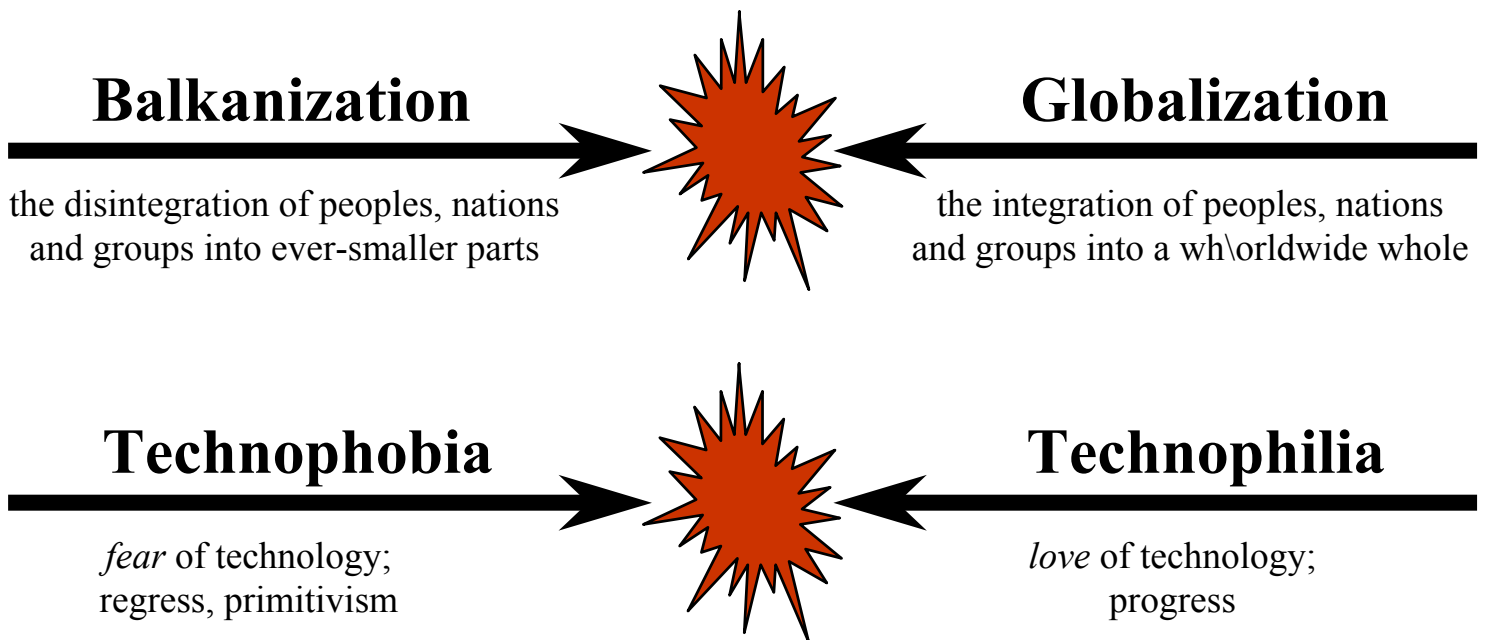 Balkanization
the disintegration of peoples, nations
and groups into ever-smaller parts
Globalization
the integration of peoples, nations
and groups into a wh\orldwide whole
Technophobia
fear of technology;
regress, primitivism
Technophilia
love of technology;
progress